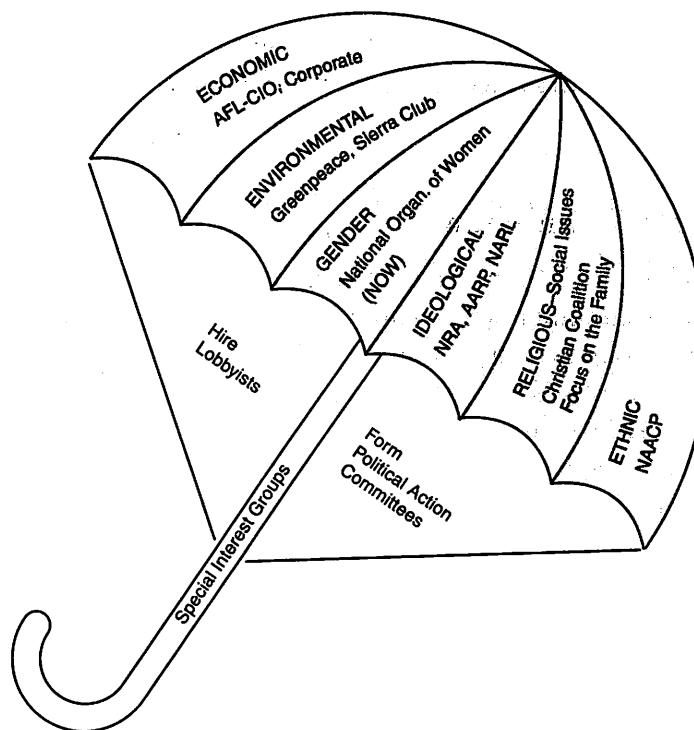 ECONOMIC
AFL-CIO, Corporate
ENVIRONMENTAL
Greenpeace, Sierra Club
GENDER
National Organ. of Women
(NOW)
IDEOLOGICAL
NRA, AARP, NARL
RELIGIOUS–Social Issues
Christian Coalition
Focus on the Family
ETHNIC
NAACP
Hire
Lobbyists
Form
Political Action
Committees
Special Interest Groups